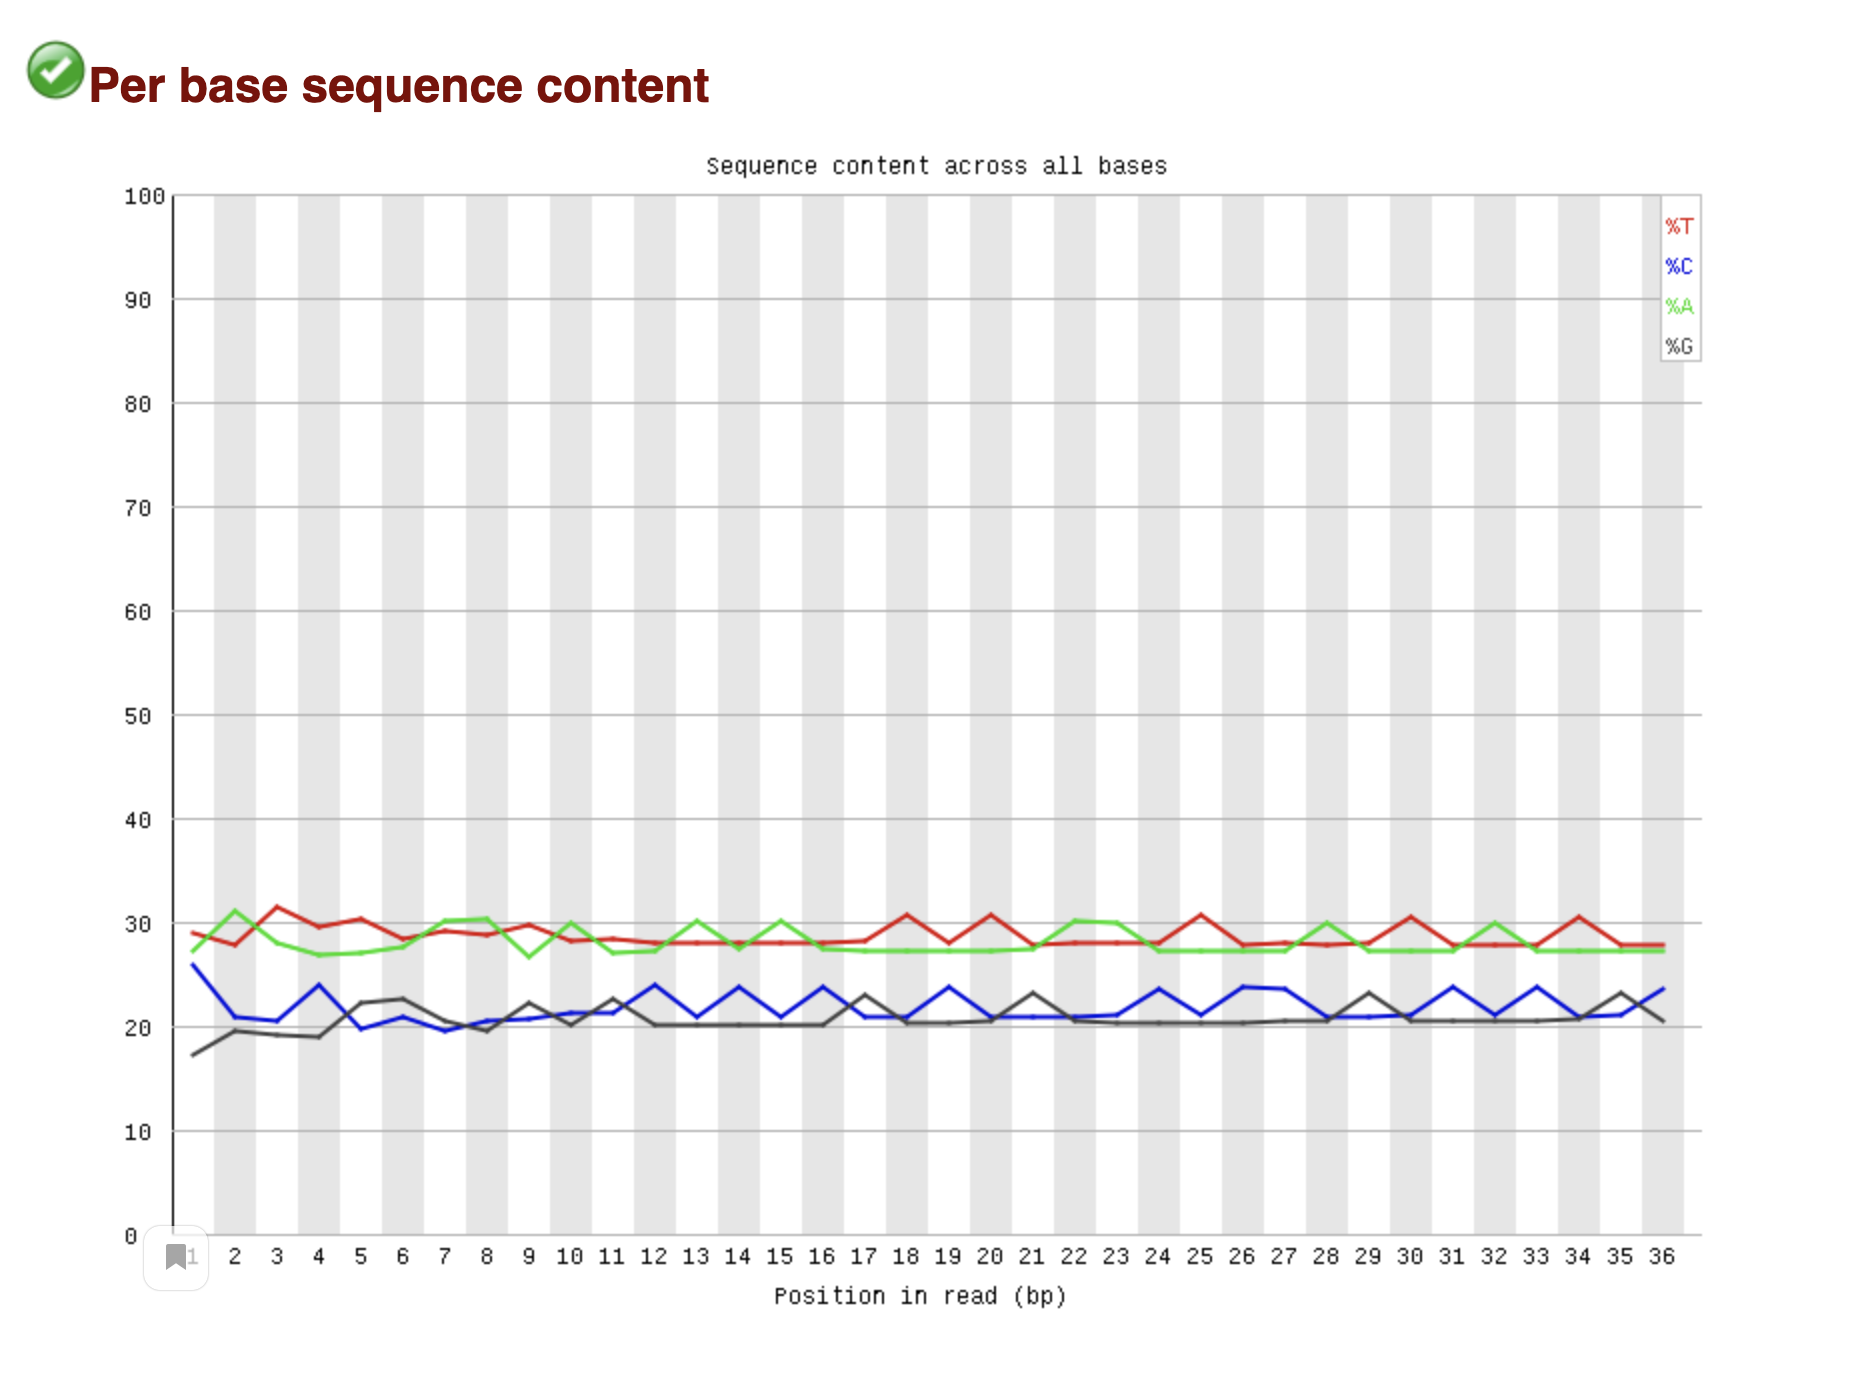 Per base sequence content
Sequence content across all bases
100
90
80
70
60
50
40
30
20
10
0
%T
%C
%A
%G
1 2 3 4 5 6 7 8 9 10 11 12 13 14 15 16 17 18 19 20 21 22 23 24 25 26 27 28 29 30 31 32 33 34 35 36
Position in read (bp)